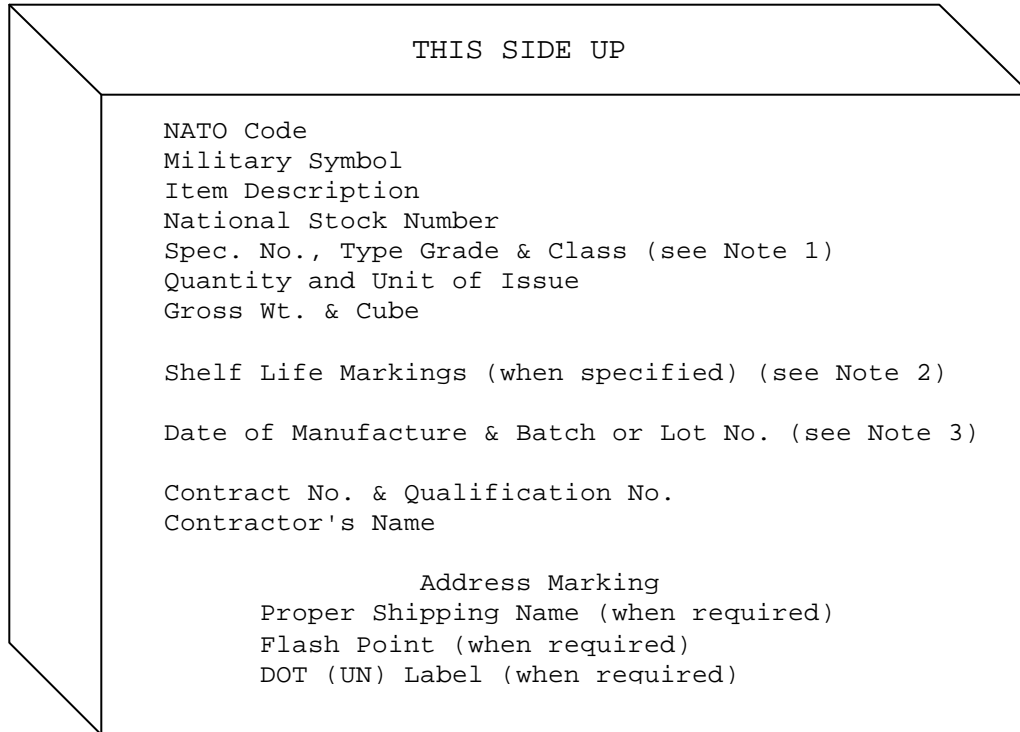 THIS SIDE UP
NATO Code
Military Symbol
Item Description
National Stock Number
Spec. No., Type Grade & Class (see Note 1)
Quantity and Unit of Issue
Gross Wt. & Cube
Shelf Life Markings (when specified) (see Note 2)
Date of Manufacture & Batch or Lot No. (see Note 3)
Contract No. & Qualification No.
Contractor's Name
Address Marking
Proper Shipping Name (when required)
Flash Point (when required)
DOT (UN) Label (when required)